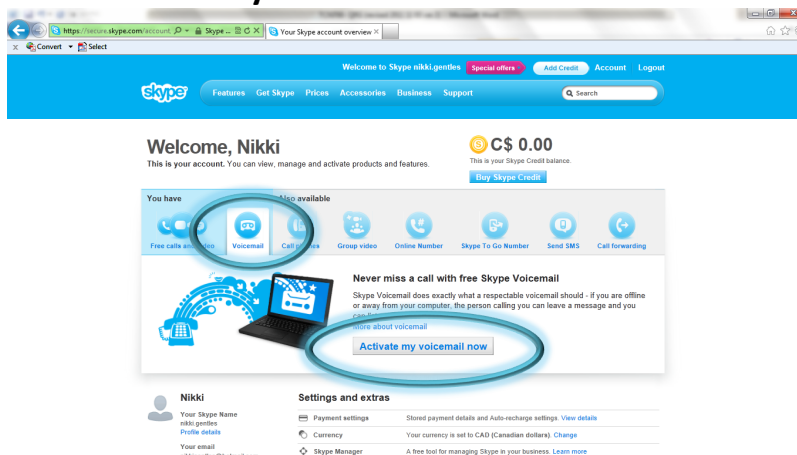 https://secure.skype.com/account
Skype ...
Your Skype account overview
Convert
Select
Welcome to Skype nikki.gentles
Special offers
Add Credit
Account
Logout
skype
Features
Get Skype
Prices
Accessories
Business
Support
Search
Welcome, Nikki
This is your account. You can view, manage and activate products and features.
C$ 0.00
This is your Skype Credit balance.
Buy Skype Credit
You have
Also available
Free calls and video
Voicemail
Group video
Online Number
Skype To Go Number
Send SMS
Call forwarding
Never miss a call with free Skype Voicemail
Skype Voicemail does exactly what a respectable voicemail should - if you are offline
or away from your computer, the person calling you can leave a message and you
More about voicemail
Activate my voicemail now
Nikki
Your Skype Name
nikki.gentles
Profile details
Your email
Settings and extras
Payment settings
Stored payment details and Auto-recharge settings. View details
Currency
Your currency is set to CAD (Canadian dollars). Change
Skype Manager
A free tool for managing Skype in your business. Learn more